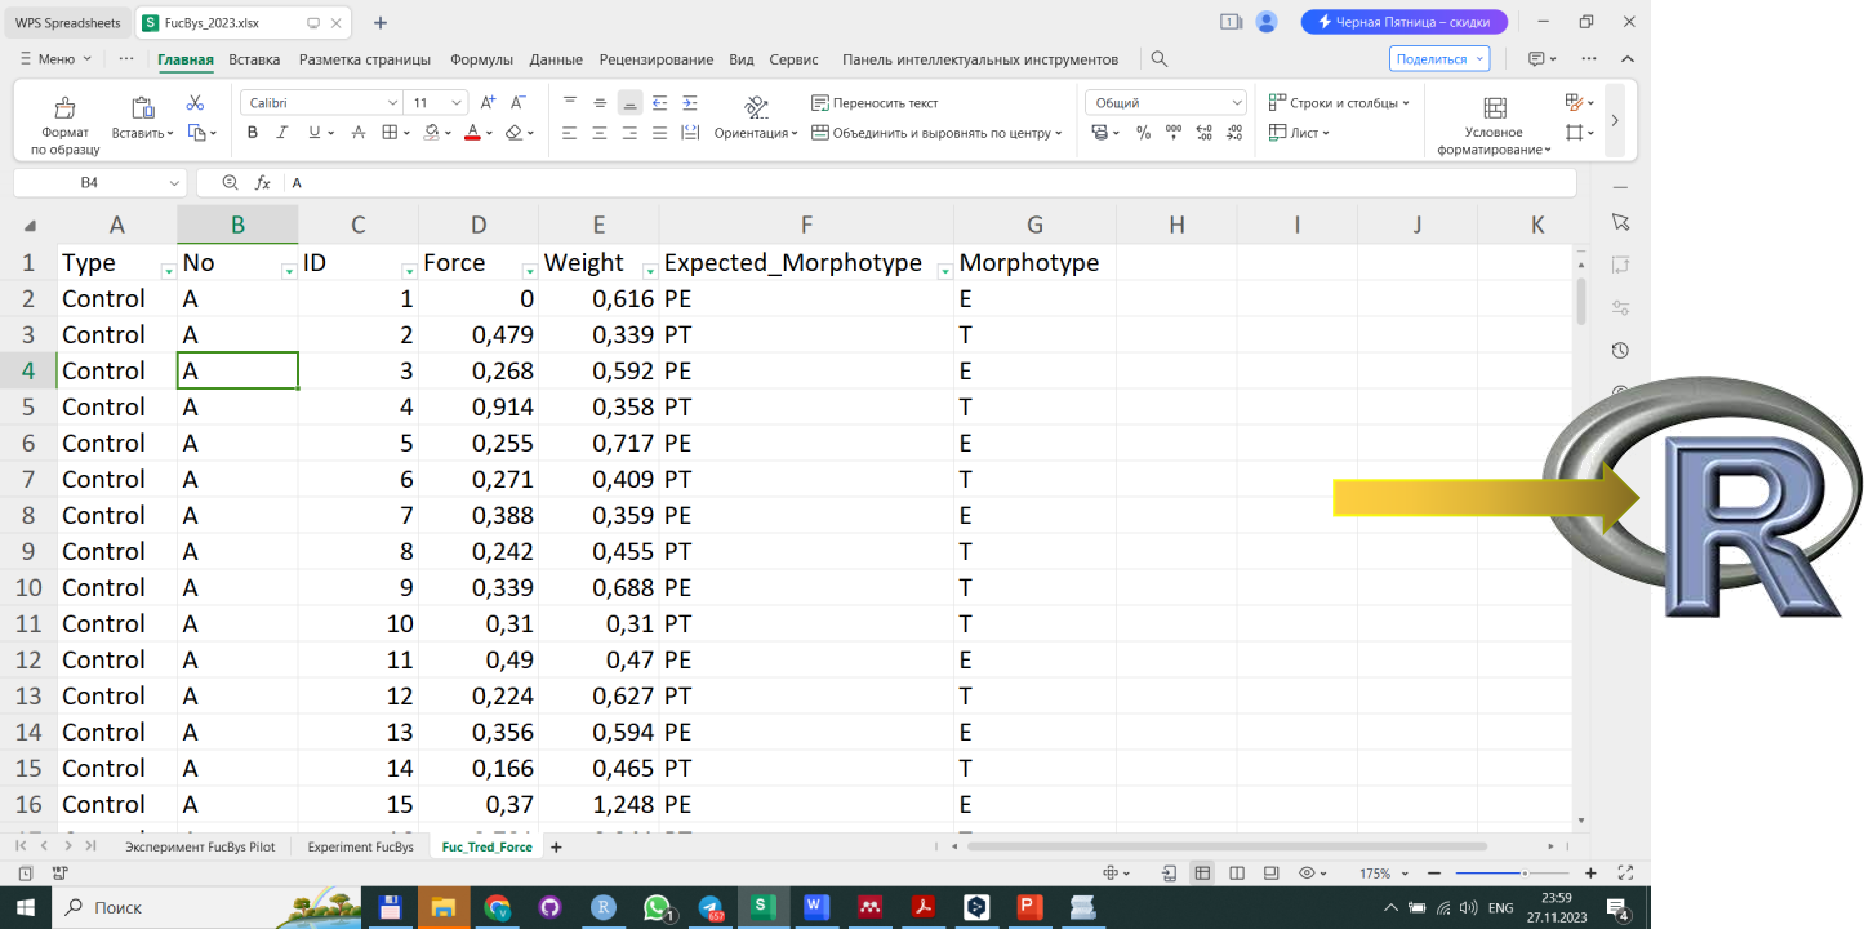 WPS Spreadsheets
S FucBys_2023.xlsx
Черная Пятница – скидки
Меню
Главная Вставка Разметка страницы Формулы Данные Рецензирование Вид Сервис Панель интеллектуальных инструментов
Поделиться
Формат по образцу
Вставить
Calibri 11
Ориентация
Переносить текст
Объединить и выровнять по центру
Общий
Строки и столбцы
Лист
Условное форматирование
B4 fx A
A B C D E F G H I J K
1 Type No ID Force Weight Expected_Morphotype Morphotype
2 Control A 1 0 0,616 PE E
3 Control A 2 0,479 0,339 PT T
4 Control A 3 0,268 0,592 PE E
5 Control A 4 0,914 0,358 PT T
6 Control A 5 0,255 0,717 PE E
7 Control A 6 0,271 0,409 PT T
8 Control A 7 0,388 0,359 PE E
9 Control A 8 0,242 0,455 PT T
10 Control A 9 0,339 0,688 PE T
11 Control A 10 0,31 0,31 PT T
12 Control A 11 0,49 0,47 PE E
13 Control A 12 0,224 0,627 PT T
14 Control A 13 0,356 0,594 PE E
15 Control A 14 0,166 0,465 PT T
16 Control A 15 0,37 1,248 PE E
R
Эксперимент FucBys Pilot Experiment FucBys Fuc_Tred_Force
175%
Поиск
ENG
23:59
27.11.2023
4